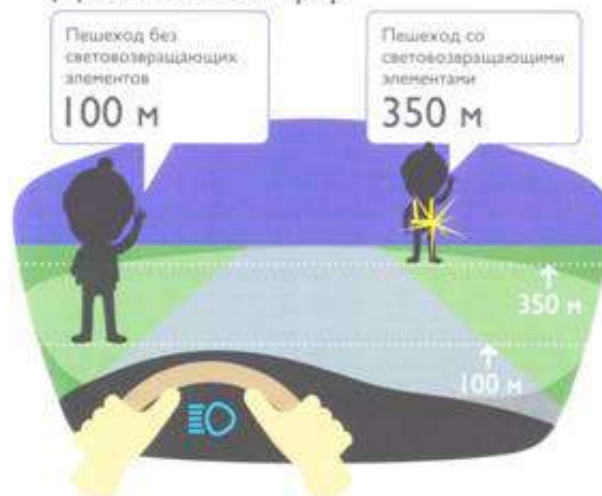 Пешеход без
световозвращающих
элементов
100 м
Пешеход со
световозвращающими
элементами
350 м
350 м
100 м